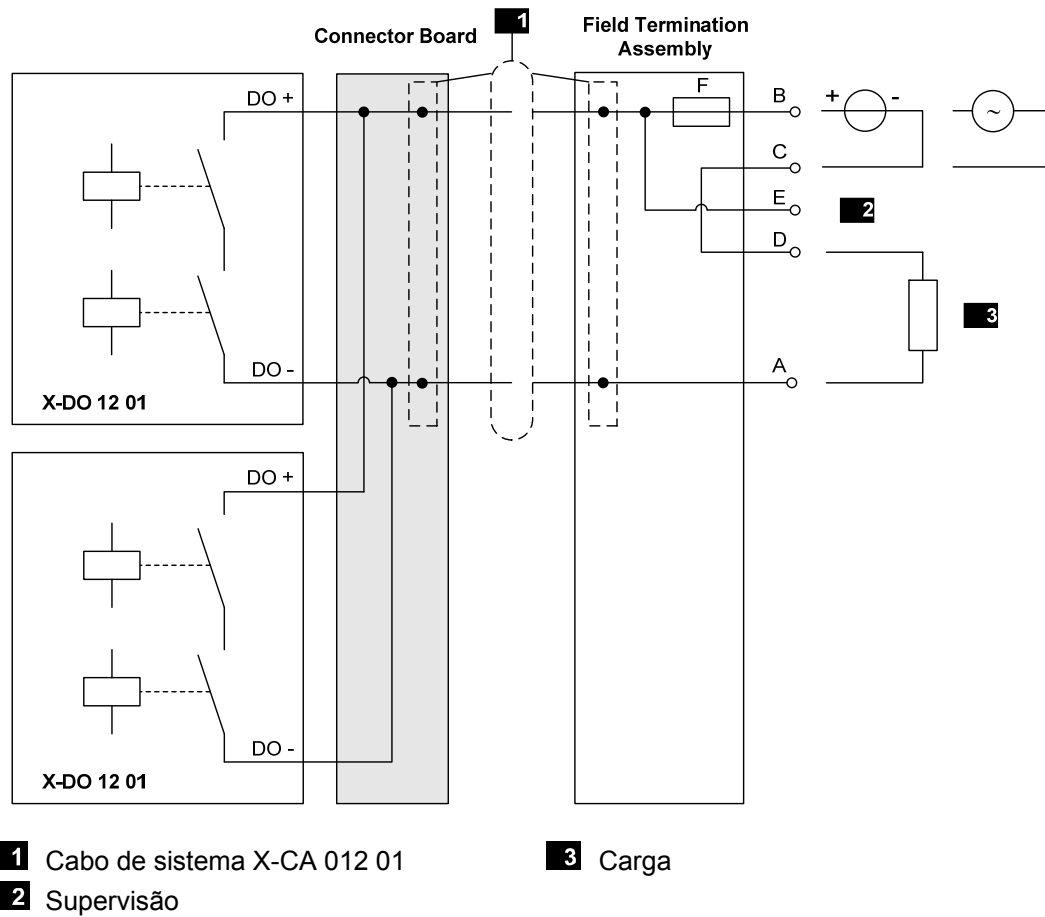 1
Connector Board
Field Termination
Assembly
DO +
F
B
+
-
~
C
E
2
D
3
DO -
A
X-DO 12 01
DO +
DO -
X-DO 12 01
1 Cabo de sistema X-CA 012 01
3 Carga
2 Supervisão